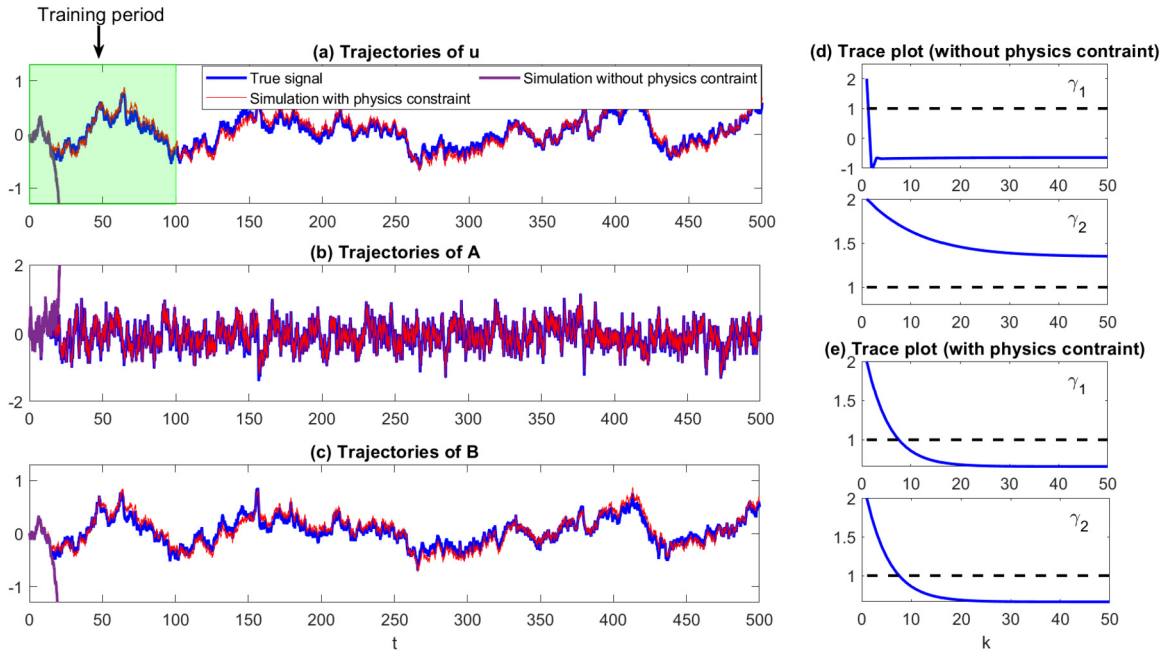 Training period
(a) Trajectories of u
True signal
Simulation without physics contraint
Simulation with physics constraint
1
0
-1
0 50 100 150 200 250 300 350 400 450 500
(b) Trajectories of A
2
0
-2
0 50 100 150 200 250 300 350 400 450 500
(c) Trajectories of B
1
0
-1
0 50 100 150 200 250 300 350 400 450 500
t
(d) Trace plot (without physics contraint)
γ1
2
1
0
-1
0 10 20 30 40 50
γ2
2
1.5
1
0 10 20 30 40 50
(e) Trace plot (with physics contraint)
γ1
2
1.5
1
0 10 20 30 40 50
γ2
2
1.5
1
0 10 20 30 40 50
k